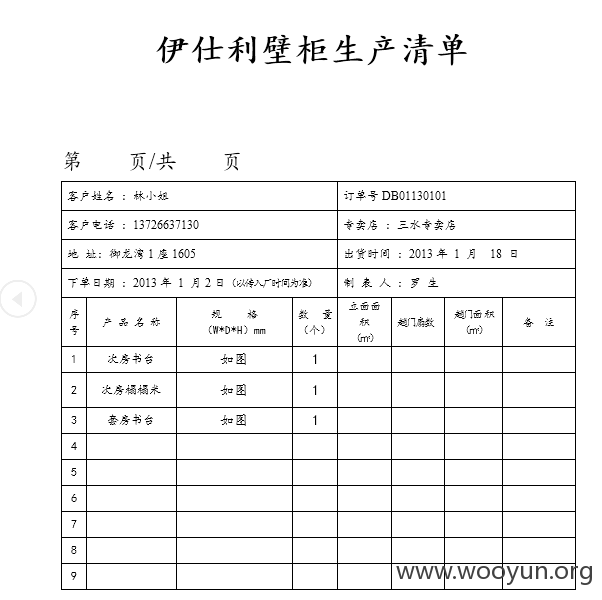 伊仕利壁柜生产清单
第 页/共 页
客户姓名 ：林小姐 订单号 DB01130101
客户电话 ：13726637130 专卖店 ：三水专卖店
地 址：御龙湾 1 座 1605 出货时间 ：2013 年 1 月 18 日
下单日期 ：2013 年 1 月 2 日（以传入厂时间为准） 制 表 人 ：罗 生
序号 产 品 名 称 规 格（W*D*H）mm 数 量（个） 立面面积（㎡） 趟门扇数 趟门面积（㎡） 备 注
1 次房书台 如图 1
2 次房榻榻米 如图 1
3 套房书台 如图 1
4
5
6
7
8
9
www.wooyun.org